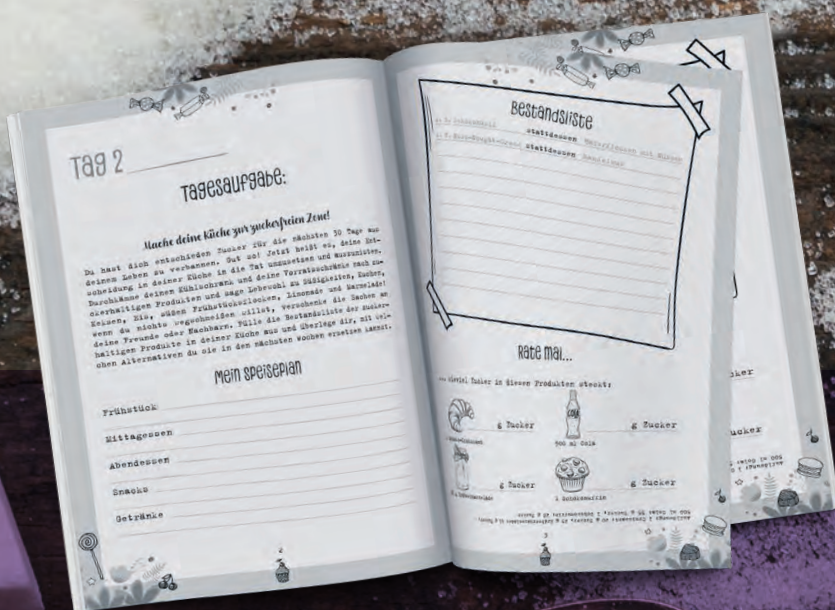 Tag 2
Tagesaufgabe:
Mache deine Küche zur zuckerfreien Zone!
Du hast dich entschieden Zucker für die nächsten 30 Tage aus
deinem Leben zu verbannen. Gut so! Jetzt heißt es, deine Ent-
scheidung in deiner Küche in die Tat umzusetzen und auszumisten.
Durchkämme deinen Kühlschrank und deine Vorratsschränke nach zu-
ckerhaltigen Produkten und sage Lebewohl zu Süßigkeiten, Kuchen,
Keksen, Eis, süßen Frühstücksflocken, Limonade und Marmelade!
Wenn du nichts wegschmeißen willst, verschenke die Sachen an
deine Freunde oder Nachbarn. Fülle die Bestandsliste der zucker-
haltigen Produkte in deiner Küche aus und überlege dir, mit wel-
chen Alternativen du sie in den nächsten Wochen ersetzen kannst.
Mein Speiseplan
Frühstück
Mittagessen
Abendessen
Snacks
Getränke
Bestandsliste
stattdessen
stattdessen
Rate mal...
... wieviel Zucker in diesen Produkten steckt:
g Zucker
g Zucker
COLA
500 ml Cola
g Zucker
g Zucker
1 Schokomuffin
3
ker
ucker